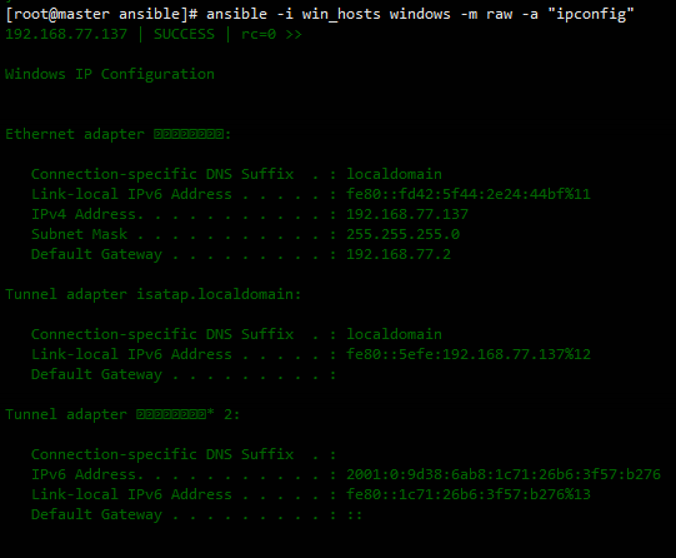 [root@master ansible]# ansible -i win_hosts windows -m raw -a "ipconfig"
192.168.77.137 | SUCCESS | rc=0 >>
Windows IP Configuration
Ethernet adapter :
Connection-specific DNS Suffix . : localdomain
Link-local IPv6 Address . . . . . : fe80::fd42:5f44:2e24:44bf%11
IPv4 Address. . . . . . . . . . . : 192.168.77.137
Subnet Mask . . . . . . . . . . . : 255.255.255.0
Default Gateway . . . . . . . . . : 192.168.77.2
Tunnel adapter isatap.localdomain:
Connection-specific DNS Suffix . : localdomain
Link-local IPv6 Address . . . . . : fe80::5efe:192.168.77.137%12
Default Gateway . . . . . . . . . :
Tunnel adapter * 2:
Connection-specific DNS Suffix . :
IPv6 Address. . . . . . . . . . . : 2001:0:9d38:6ab8:1c71:26b6:3f57:b276
Link-local IPv6 Address . . . . . : fe80::1c71:26b6:3f57:b276%13
Default Gateway . . . . . . . . . : ::